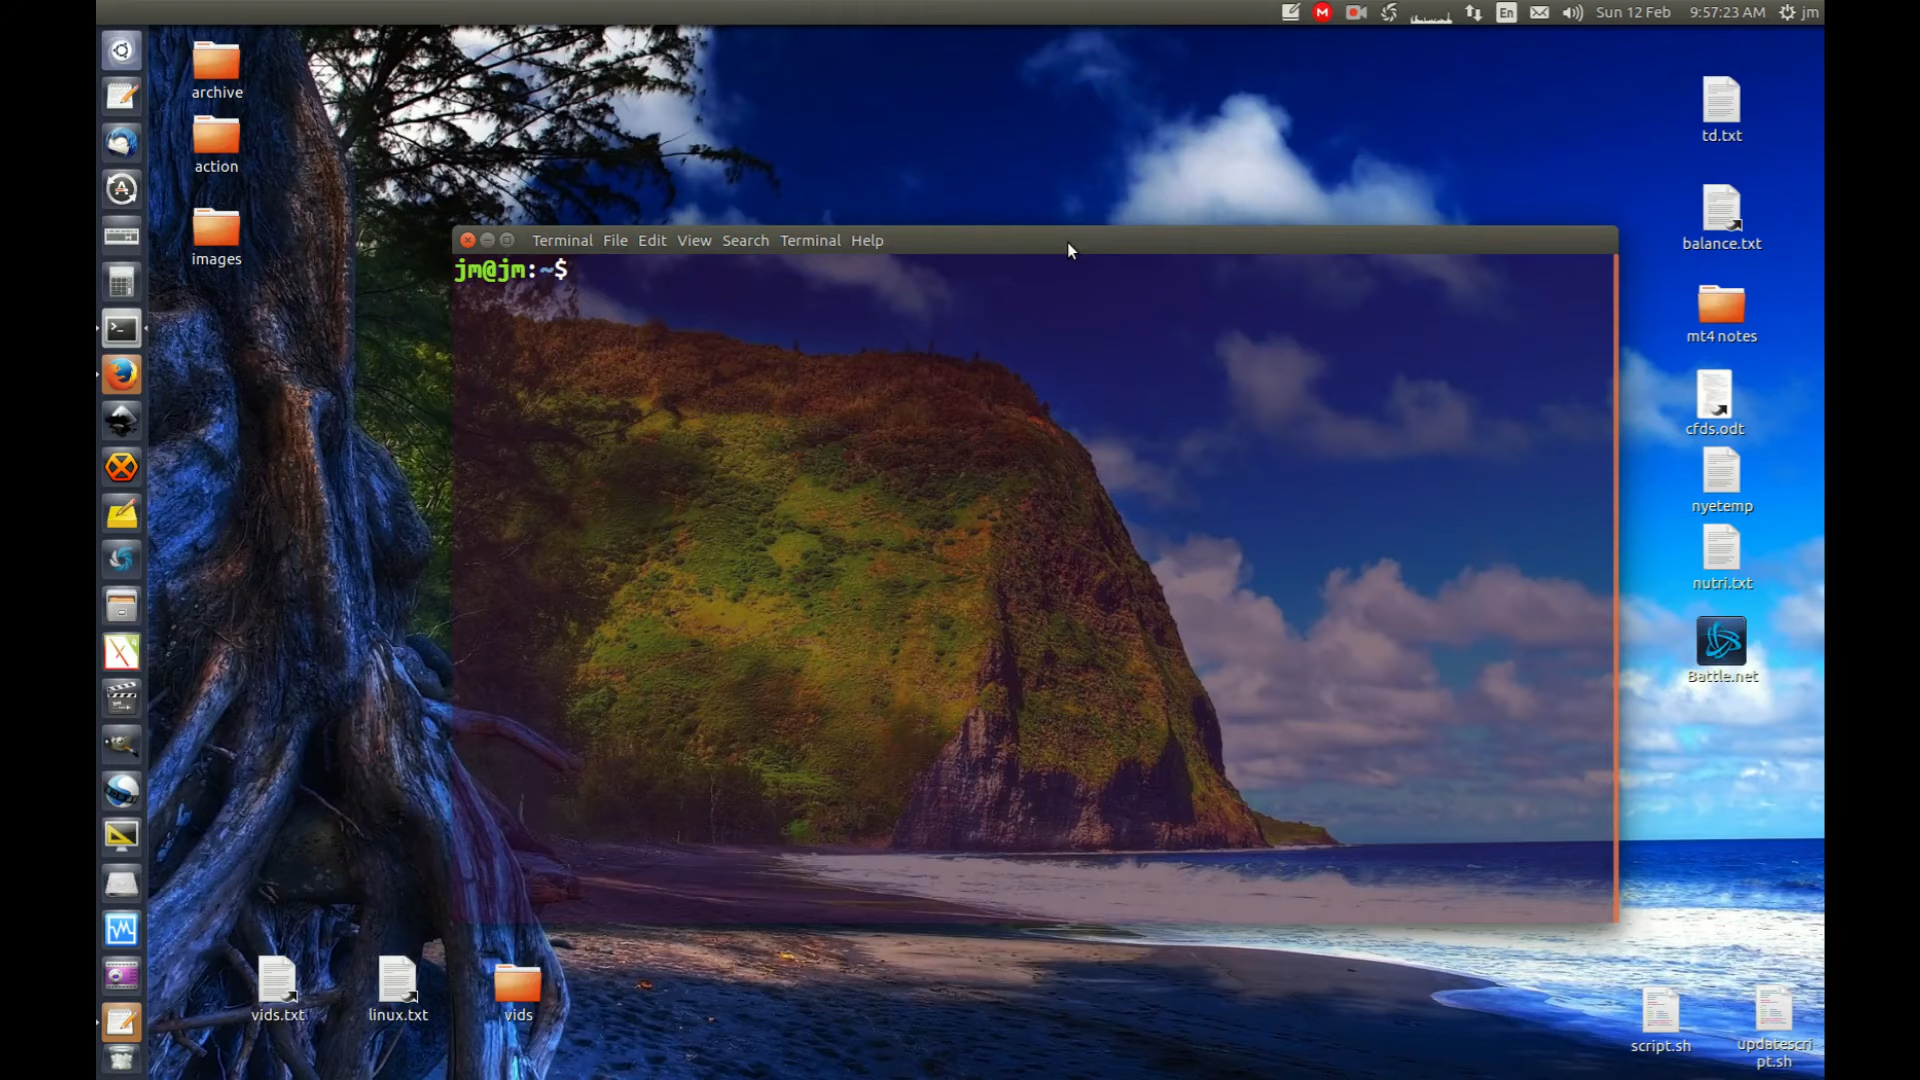 En
Sun 12 Feb
9:57:23 AM
jm
archive
action
images
td.txt
balance.txt
mt4 notes
cfds.odt
nyetemp
nutri.txt
Battle.net
Terminal File Edit View Search Terminal Help
jm@jm:~$
vids.txt
linux.txt
vids
script.sh
updatescri
pt.sh